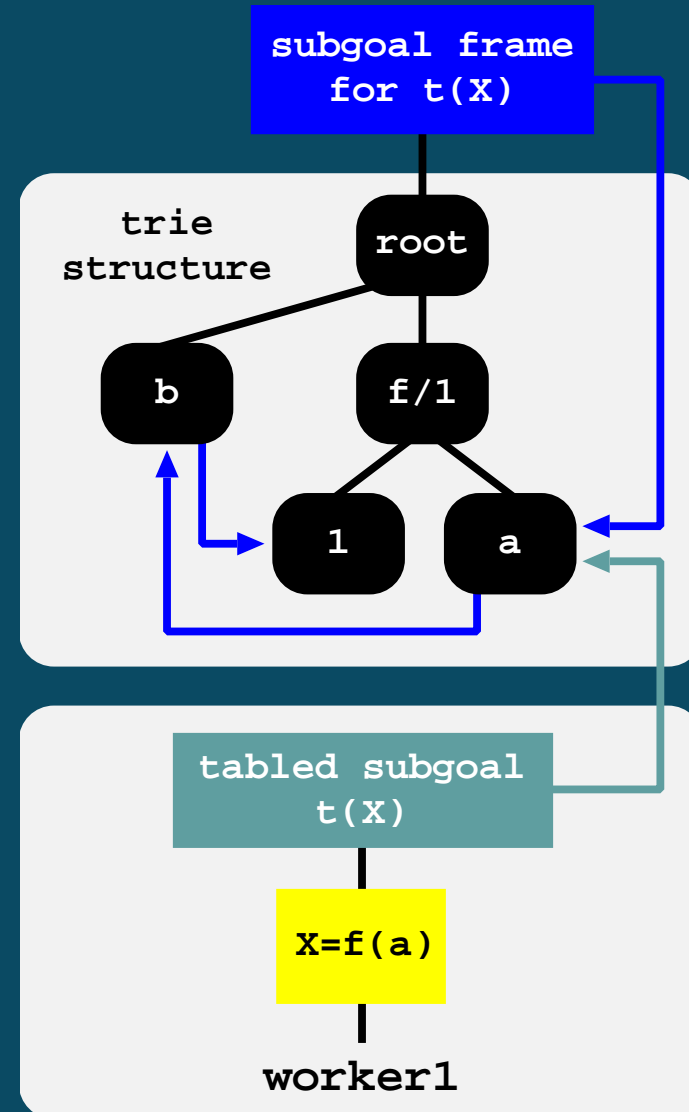 subgoal frame
for t(X)
trie
structure
root
b
f/1
1
a
tabled subgoal
t(X)
X=f(a)
worker1